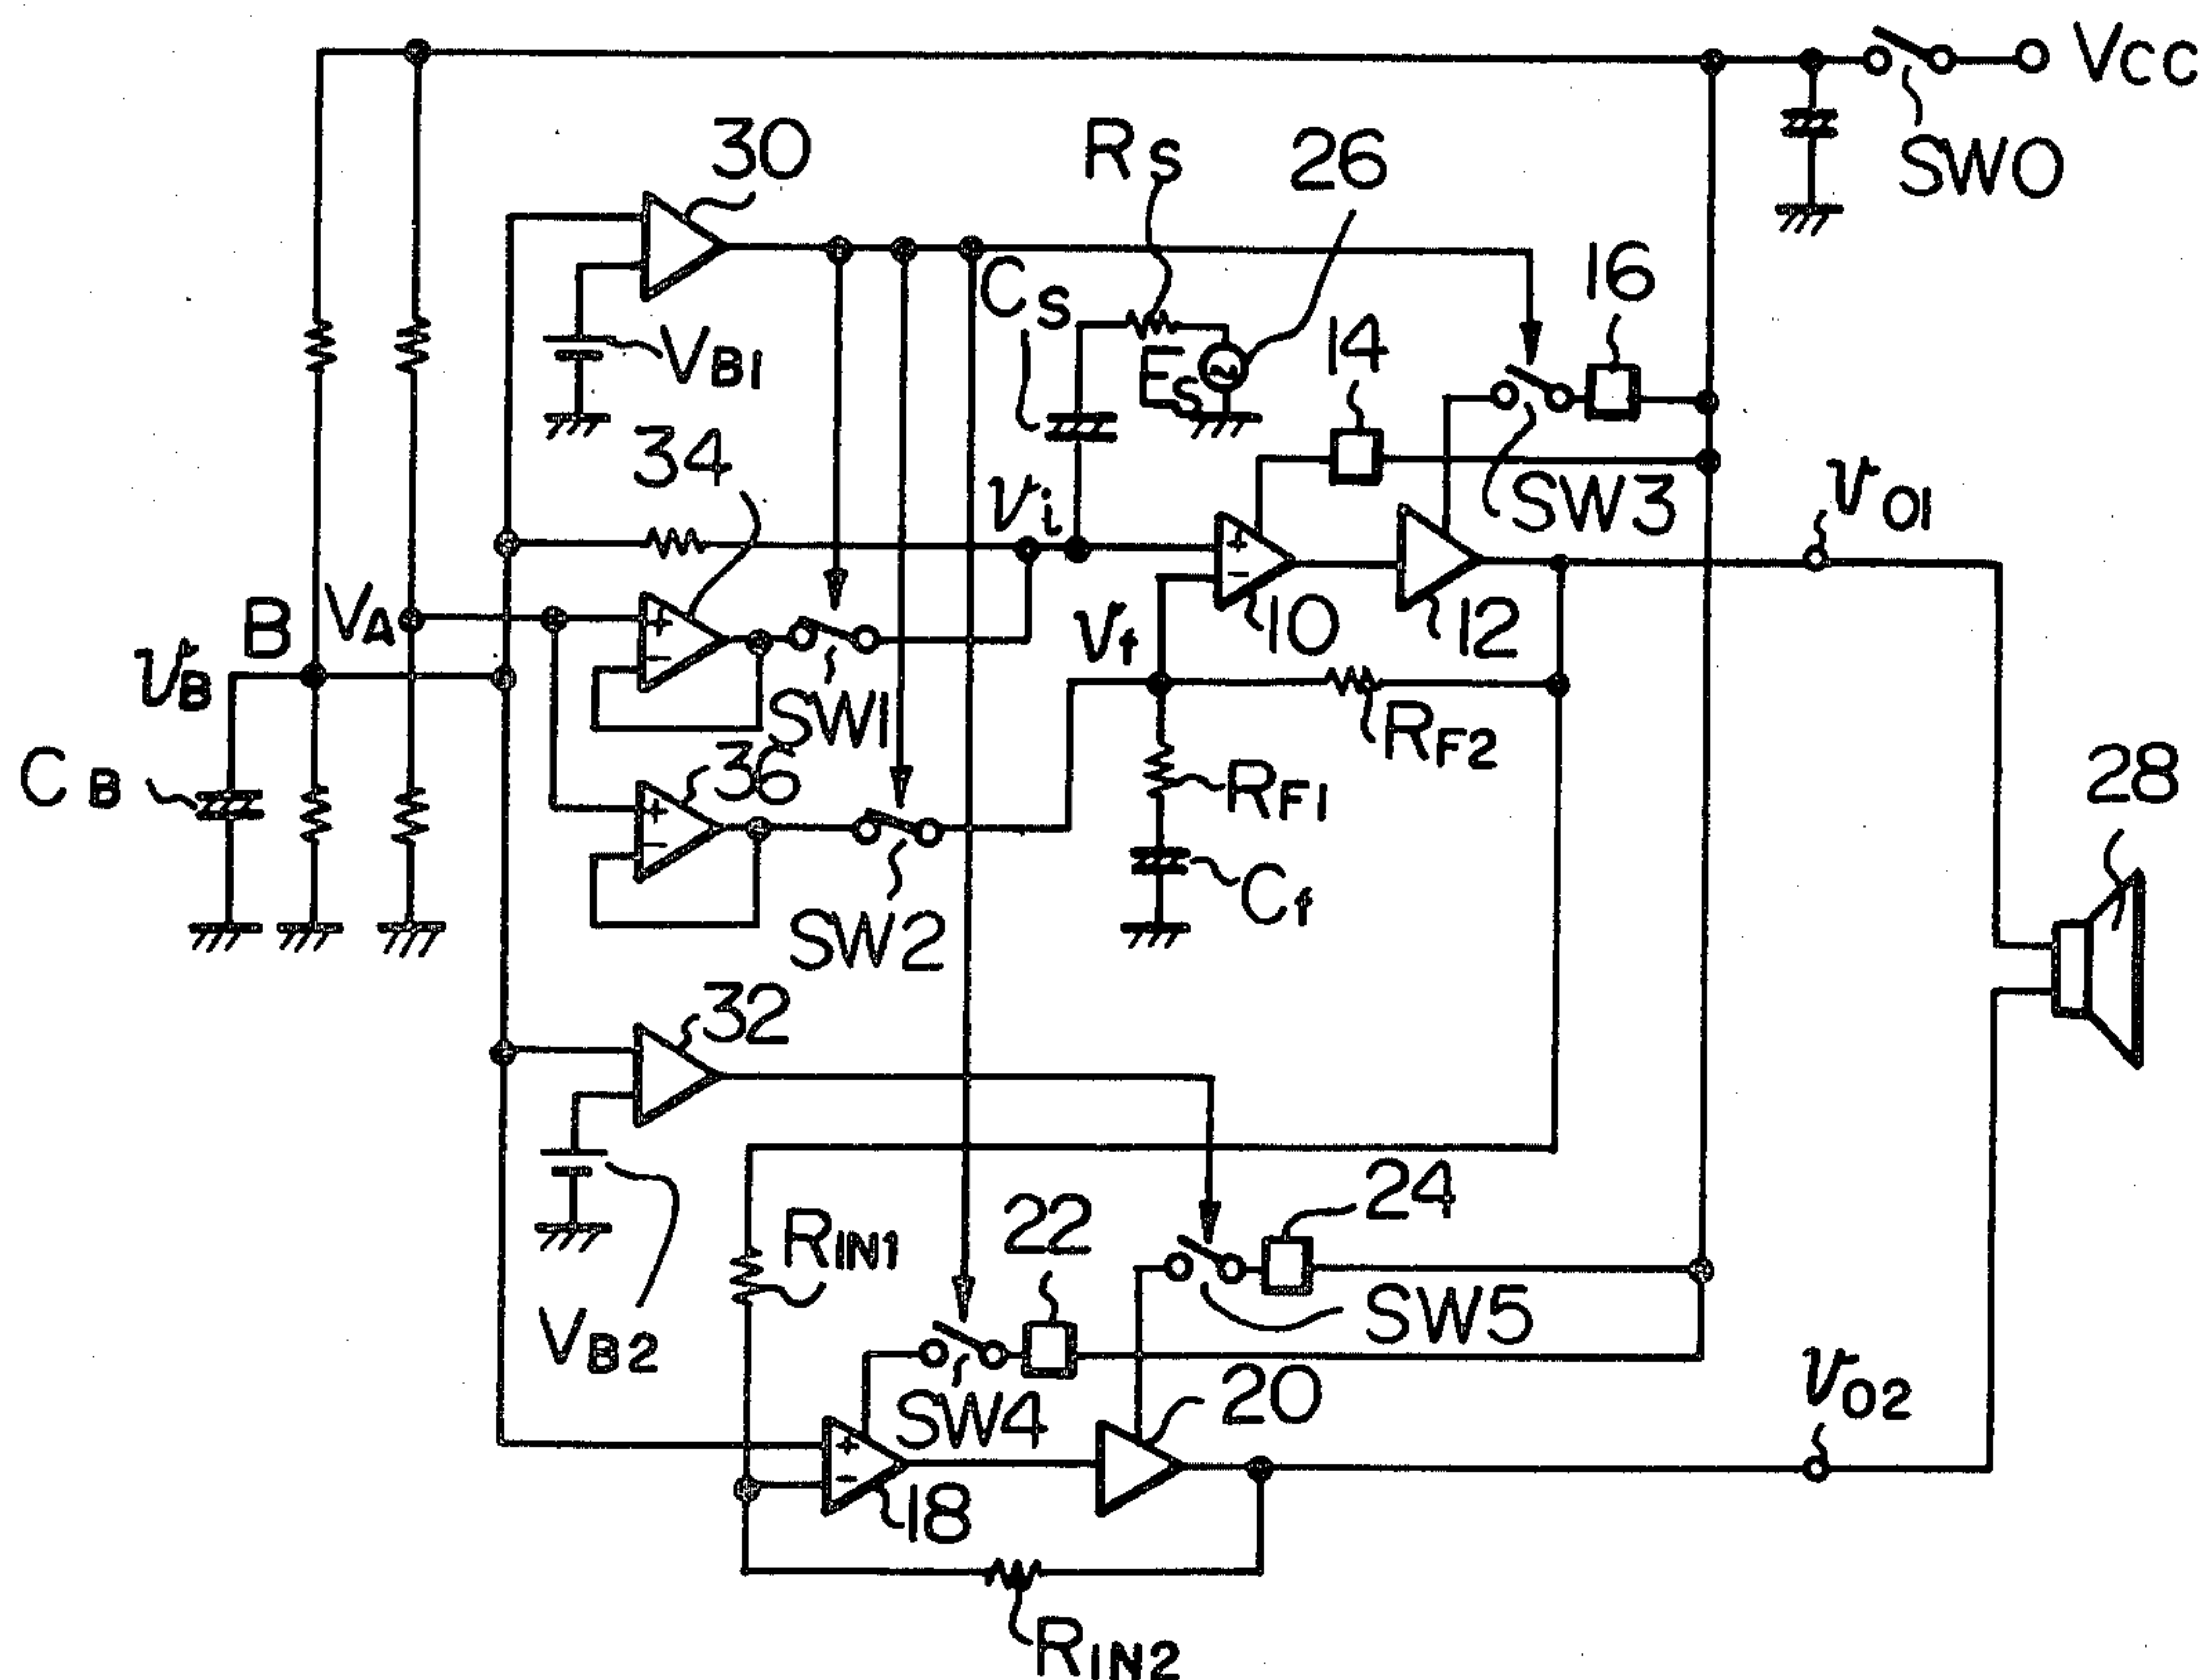 VCC
SW0
30
RS
26
16
CS
14
VB1
ES
34
vi
SW3
vO1
+
-
10
12
B
VA
vB
+
-
Vf
SW1
RF2
36
CB
RF1
28
+
-
Cf
SW2
32
24
22
RIN1
SW5
VB2
20
vO2
SW4
+
-
18
RIN2